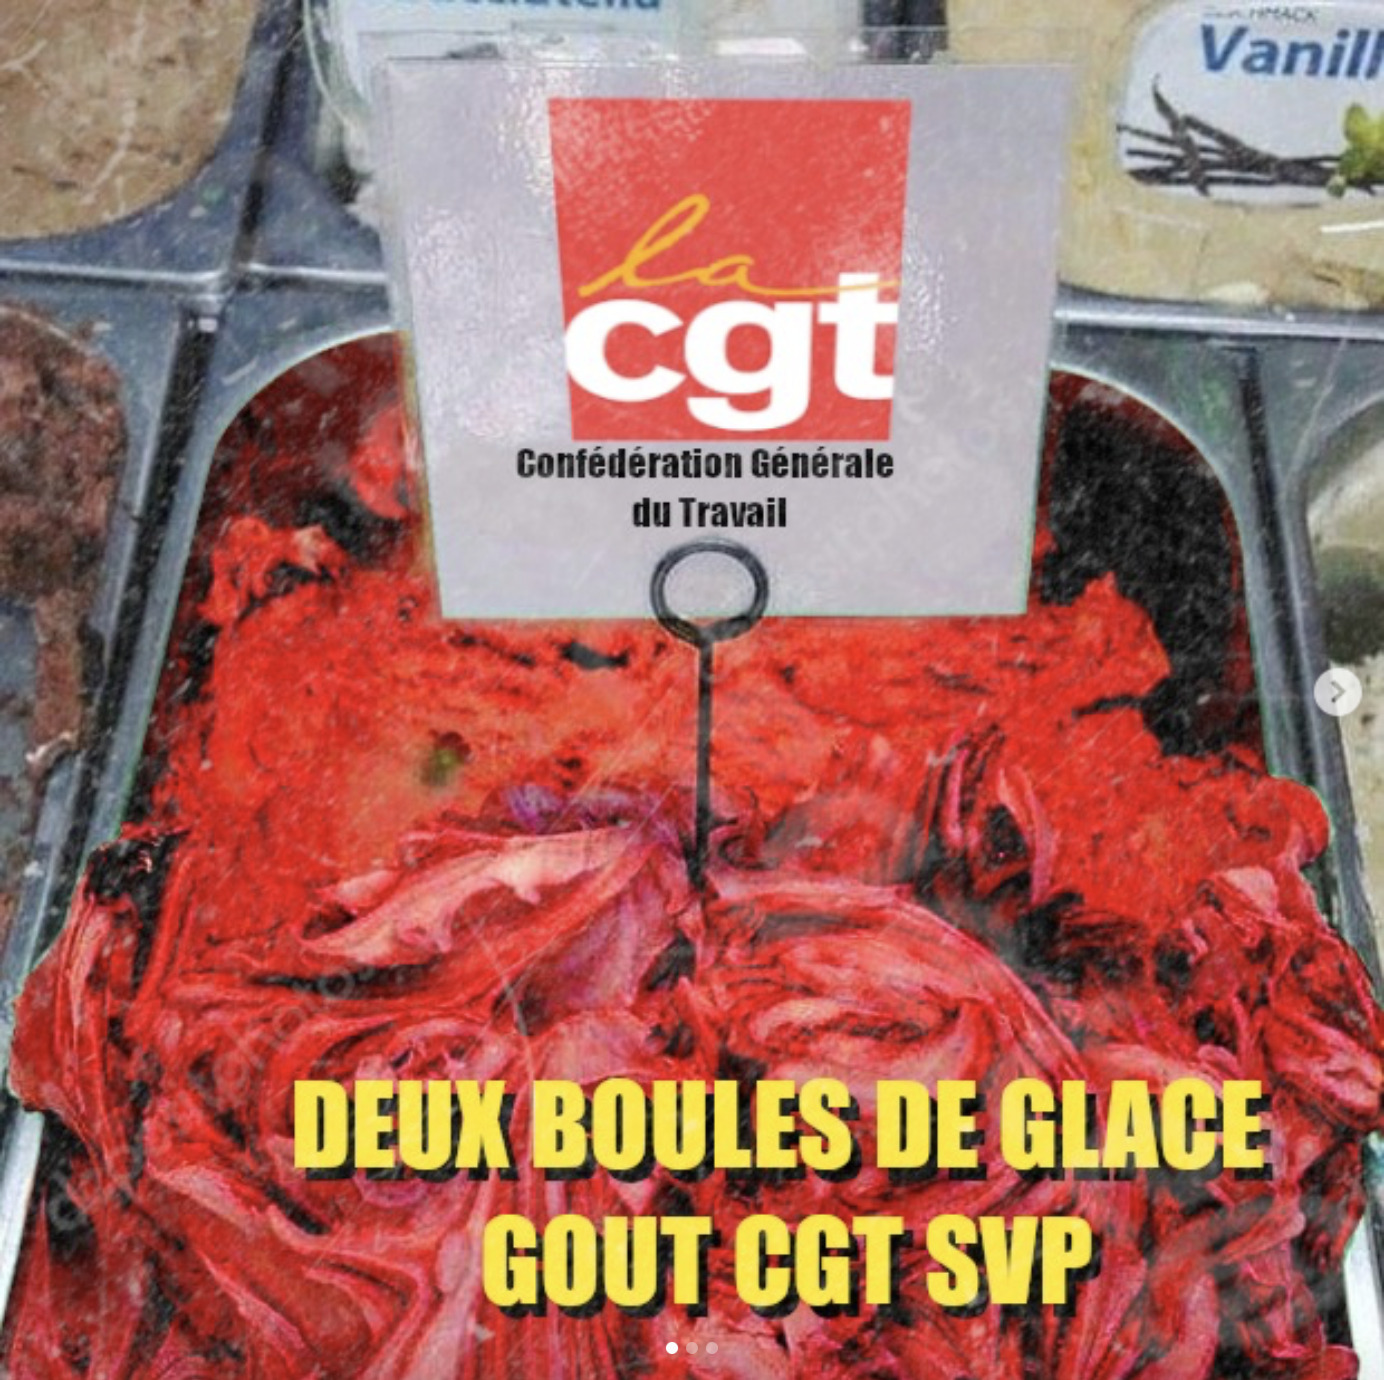 Vanill
la
cgt
Confédération Générale
du Travail
DEUX BOULES DE GLACE
GOUT CGT SVP